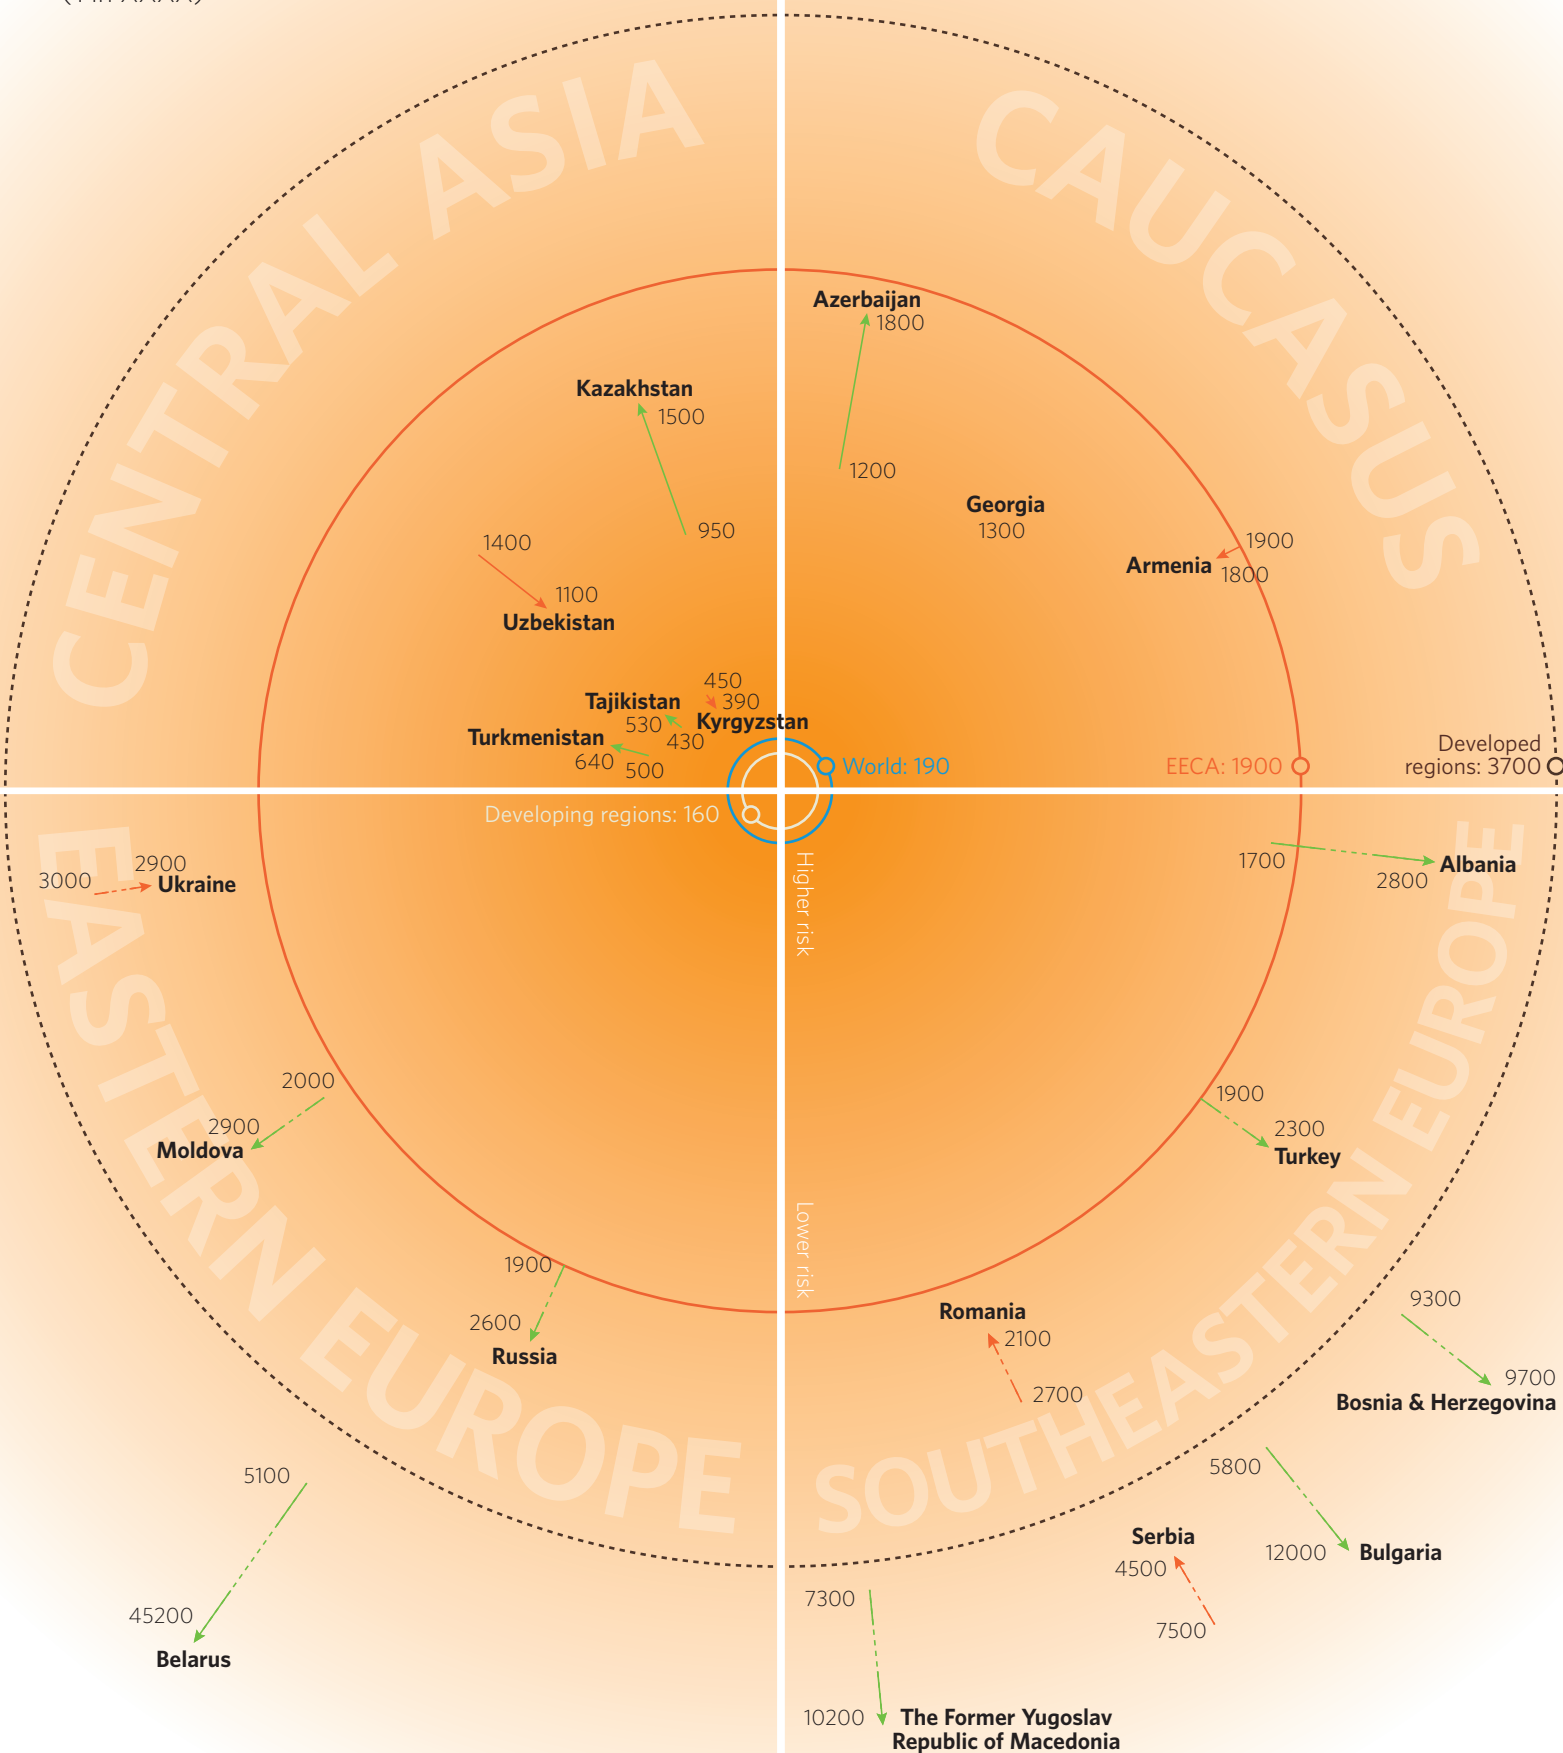 CENTRAL ASIA
CAUCASUS
Azerbaijan
1800
1200
Kazakhstan
1500
950
Georgia
1300
1900
Armenia
1800
1400
1100
Uzbekistan
450
390
Tajikistan
Kyrgyzstan
530
430
Turkmenistan
640
500
World: 190
EECA: 1900
Developed
regions: 3700
Developing regions: 160
Higher risk
Lower risk
EASTERN EUROPE
SOUTHEASTERN EUROPE
2900
3000
Ukraine
1700
2800
Albania
2000
2900
Moldova
1900
2300
Turkey
1900
2600
Russia
Romania
2100
2700
9300
9700
Bosnia & Herzegovina
5100
45200
Belarus
5800
12000
Bulgaria
Serbia
4500
7500
7300
10200
The Former Yugoslav
Republic of Macedonia